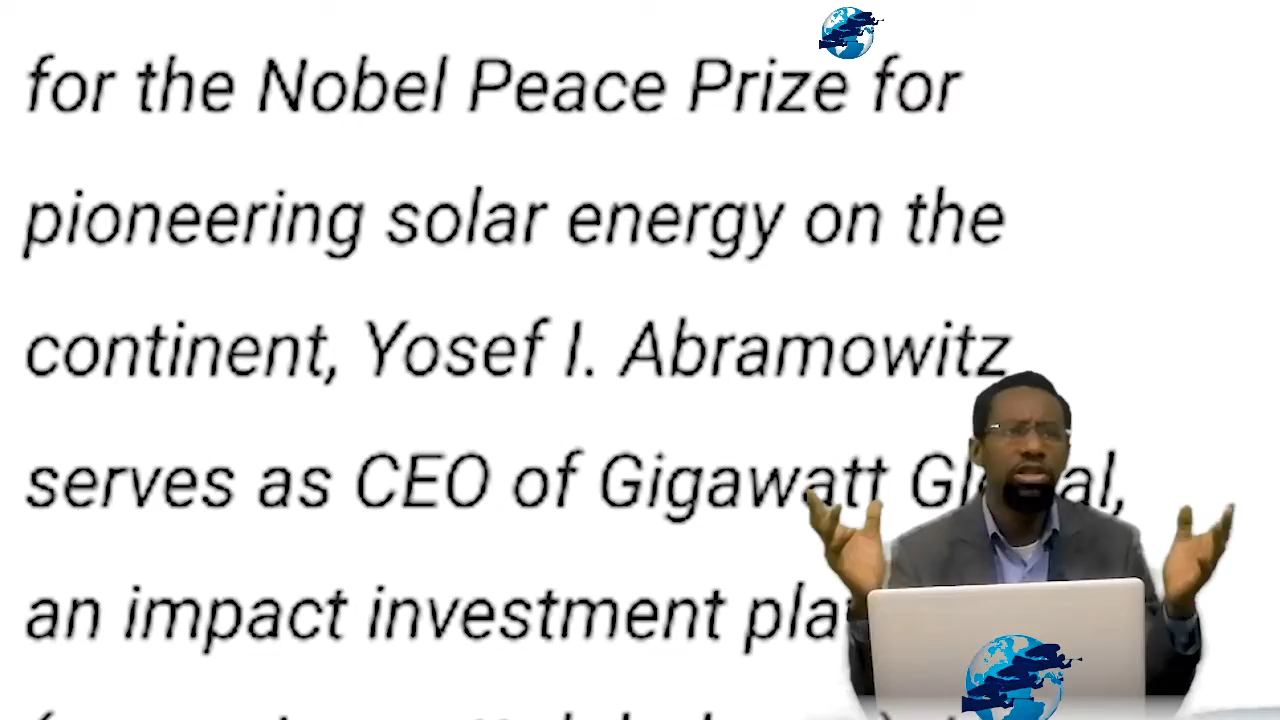 for the Nobel Peace Prize for
pioneering solar energy on the
continent, Yosef I. Abramowitz
serves as CEO of Gigawatt Global,
an impact investment